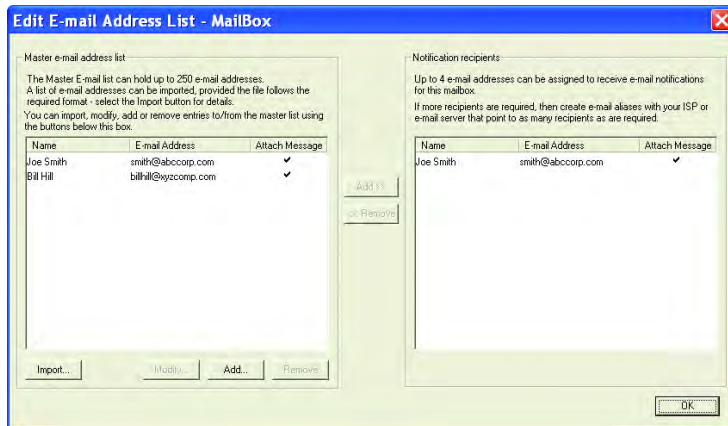 Edit E-mail Address List - MailBox
Master e-mail address list
The Master E-mail list can hold up to 250 e-mail addresses.
A list of e-mail addresses can be imported, provided the file follows the
required format - select the Import button for details.
You can import, modify, add or remove entries to/from the master list using
the buttons below this box.
Name E-mail Address Attach Message
Joe Smith smith@abccorp.com ✔
Bill Hill billhill@xyzcomp.com ✔
Import... Modify... Add... Remove
Add >>
<< Remove
Notification recipients
Up to 4 e-mail addresses can be assigned to receive e-mail notifications
for this mailbox.
If more recipients are required, then create e-mail aliases with your ISP or
e-mail server that point to as many recipients as are required.
Name E-mail Address Attach Message
Joe Smith smith@abccorp.com ✔
OK